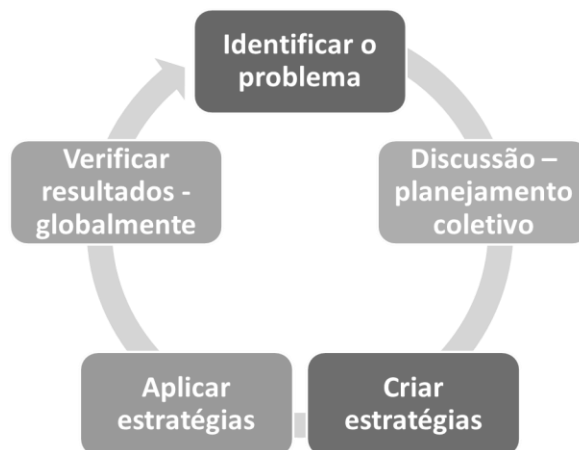 Identificar o
problema
Discussão –
planejamento
coletivo
Criar
estratégias
Aplicar
estratégias
Verificar
resultados -
globalmente